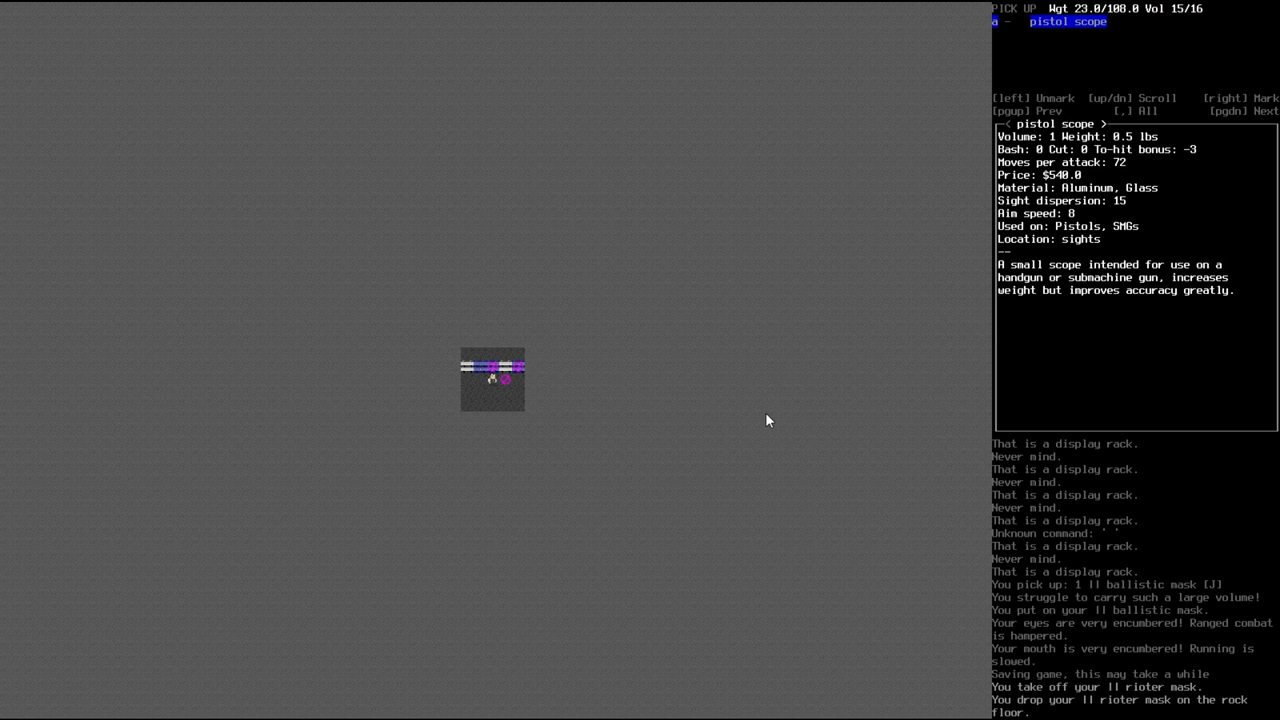 PICK UP  Wgt 23.0/108.0 Vol 15/16
a -   pistol scope
[left] Unmark  [up/dn] Scroll    [right] Mark
[pgup] Prev        [,] All            [pgdn] Next
< pistol scope >
Volume: 1 Weight: 0.5 lbs
Bash: 0 Cut: 0 To-hit bonus: -3
Moves per attack: 72
Price: $540.0
Material: Aluminum, Glass
Sight dispersion: 15
Aim speed: 8
Used on: Pistols, SMGs
Location: sights
--
A small scope intended for use on a
handgun or submachine gun, increases
weight but improves accuracy greatly.
That is a display rack.
Never mind.
That is a display rack.
Never mind.
That is a display rack.
Never mind.
That is a display rack.
Unknown command: ' '
That is a display rack.
Never mind.
That is a display rack.
You pick up: 1 || ballistic mask [J]
You struggle to carry such a large volume!
You put on your || ballistic mask.
Your eyes are very encumbered! Ranged combat
is hampered.
Your mouth is very encumbered! Running is
slowed.
Saving game, this may take a while
You take off your || rioter mask.
You drop your || rioter mask on the rock
floor.